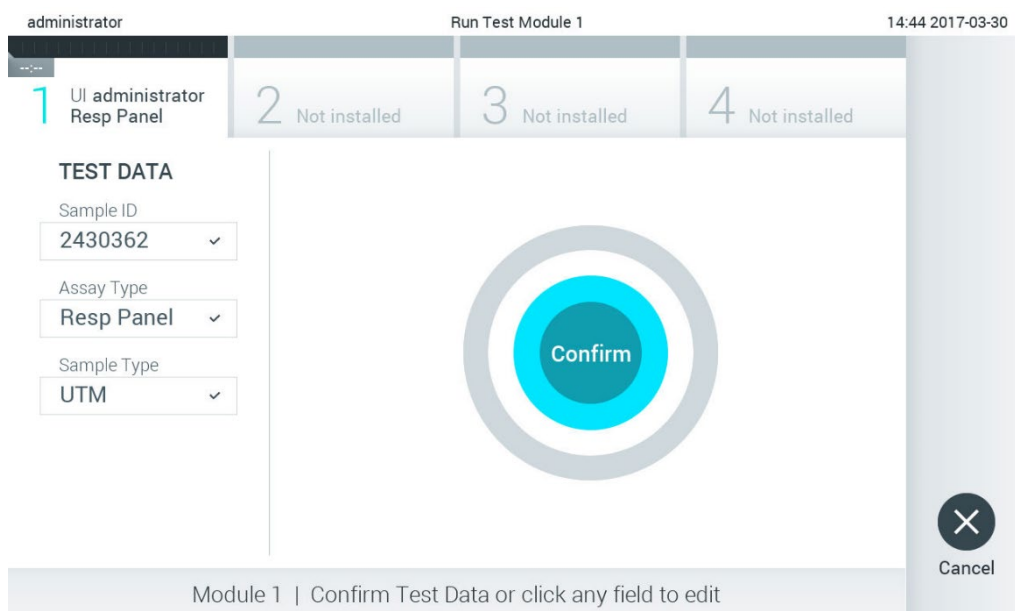 administrator
Run Test Module 1
14:44 2017-03-30
--:--
1
UI administrator
Resp Panel
2 Not installed
3 Not installed
4 Not installed
TEST DATA
Sample ID
2430362
Assay Type
Resp Panel
Sample Type
UTM
Confirm
Cancel
Module 1 | Confirm Test Data or click any field to edit